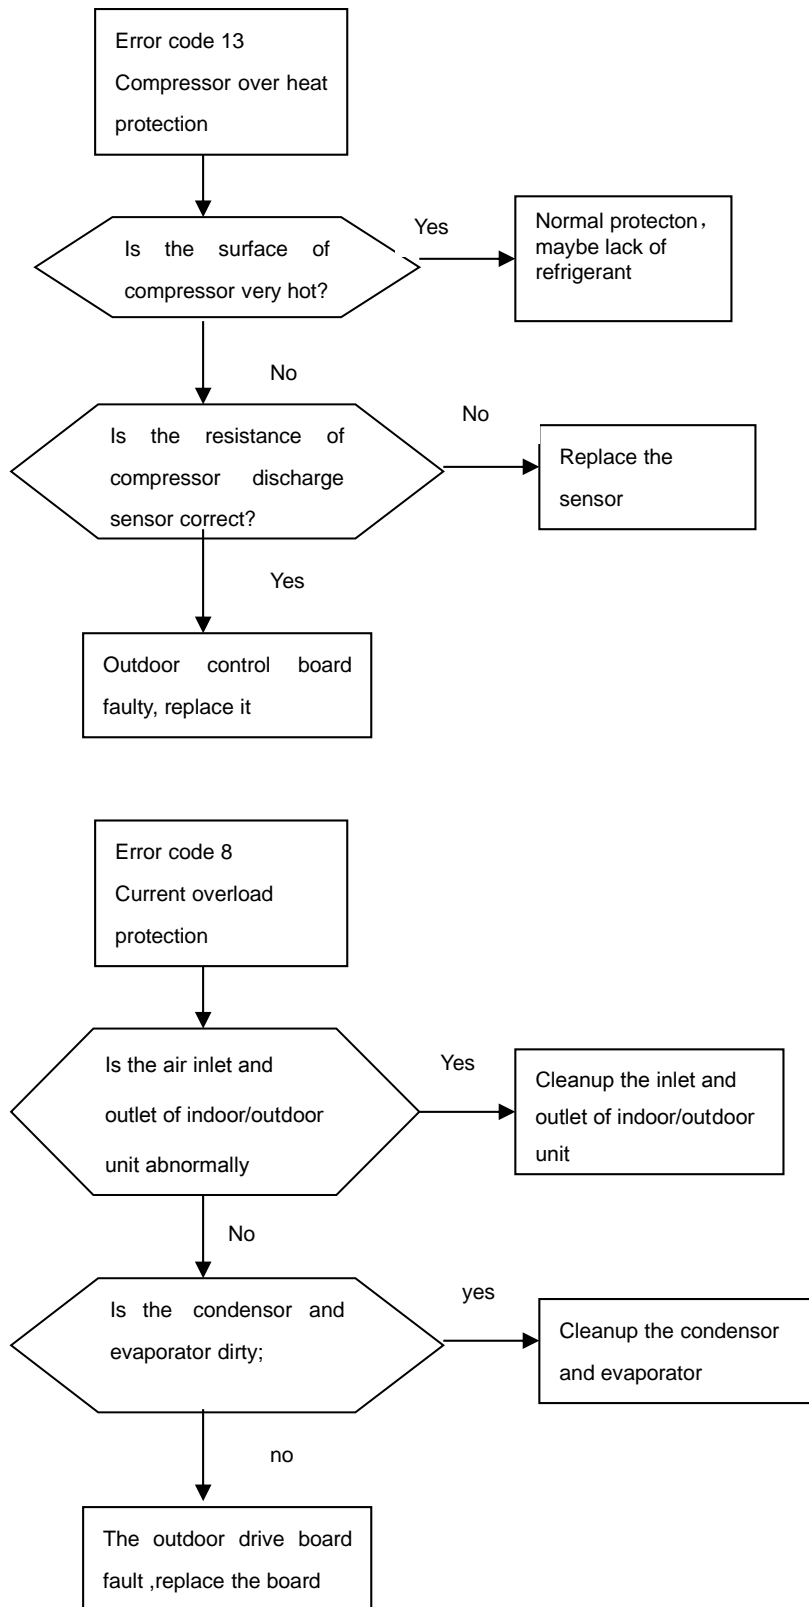 Error code 13
Compressor over heat
protection
Is the surface of
compressor very hot?
Yes
Normal protecton，
maybe lack of
refrigerant
No
Is the resistance of
compressor discharge
sensor correct?
No
Replace the
sensor
Yes
Outdoor control board
faulty, replace it
Error code 8
Current overload
protection
Is the air inlet and
outlet of indoor/outdoor
unit abnormally
Yes
Cleanup the inlet and
outlet of indoor/outdoor
unit
No
Is the condensor and
evaporator dirty;
yes
Cleanup the condensor
and evaporator
no
The outdoor drive board
fault ,replace the board